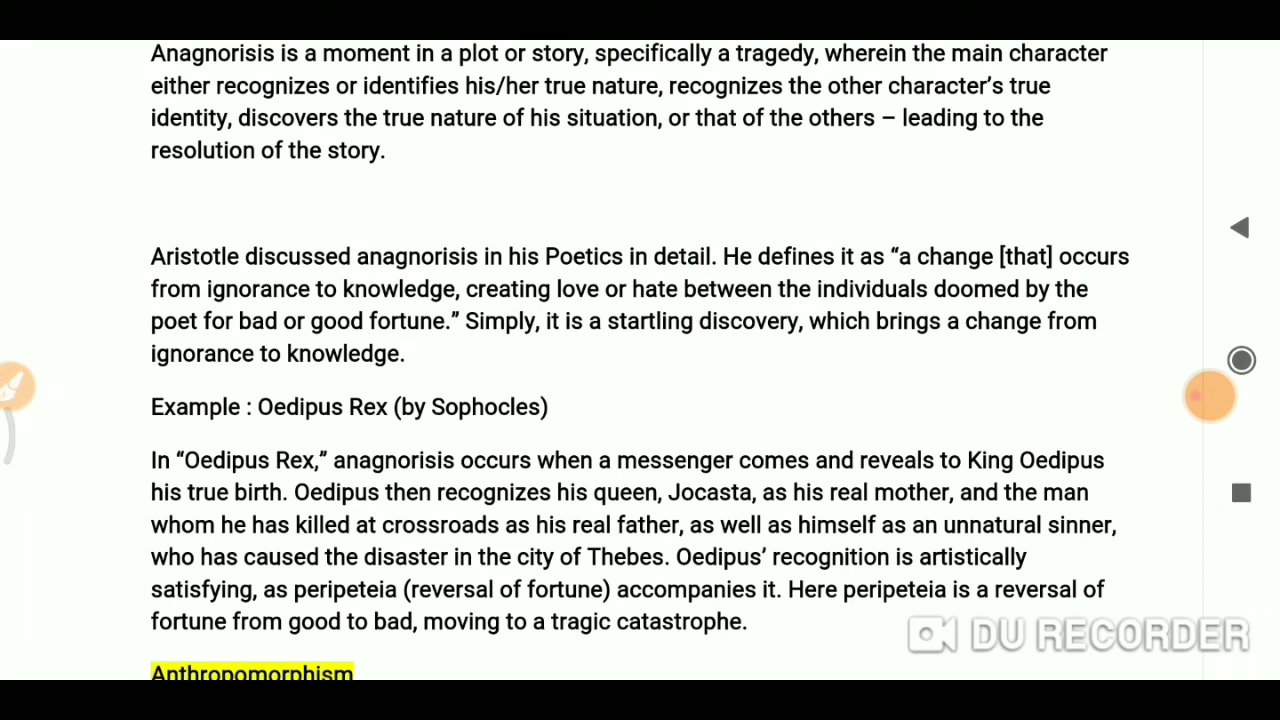 Anagnorisis is a moment in a plot or story, specifically a tragedy, wherein the main character
either recognizes or identifies his/her true nature, recognizes the other character’s true
identity, discovers the true nature of his situation, or that of the others – leading to the
resolution of the story.
Aristotle discussed anagnorisis in his Poetics in detail. He defines it as “a change [that] occurs
from ignorance to knowledge, creating love or hate between the individuals doomed by the
poet for bad or good fortune.” Simply, it is a startling discovery, which brings a change from
ignorance to knowledge.
Example : Oedipus Rex (by Sophocles)
In “Oedipus Rex,” anagnorisis occurs when a messenger comes and reveals to King Oedipus
his true birth. Oedipus then recognizes his queen, Jocasta, as his real mother, and the man
whom he has killed at crossroads as his real father, as well as himself as an unnatural sinner,
who has caused the disaster in the city of Thebes. Oedipus’ recognition is artistically
satisfying, as peripeteia (reversal of fortune) accompanies it. Here peripeteia is a reversal of
fortune from good to bad, moving to a tragic catastrophe.
DU RECORDER
Anthropomorphism